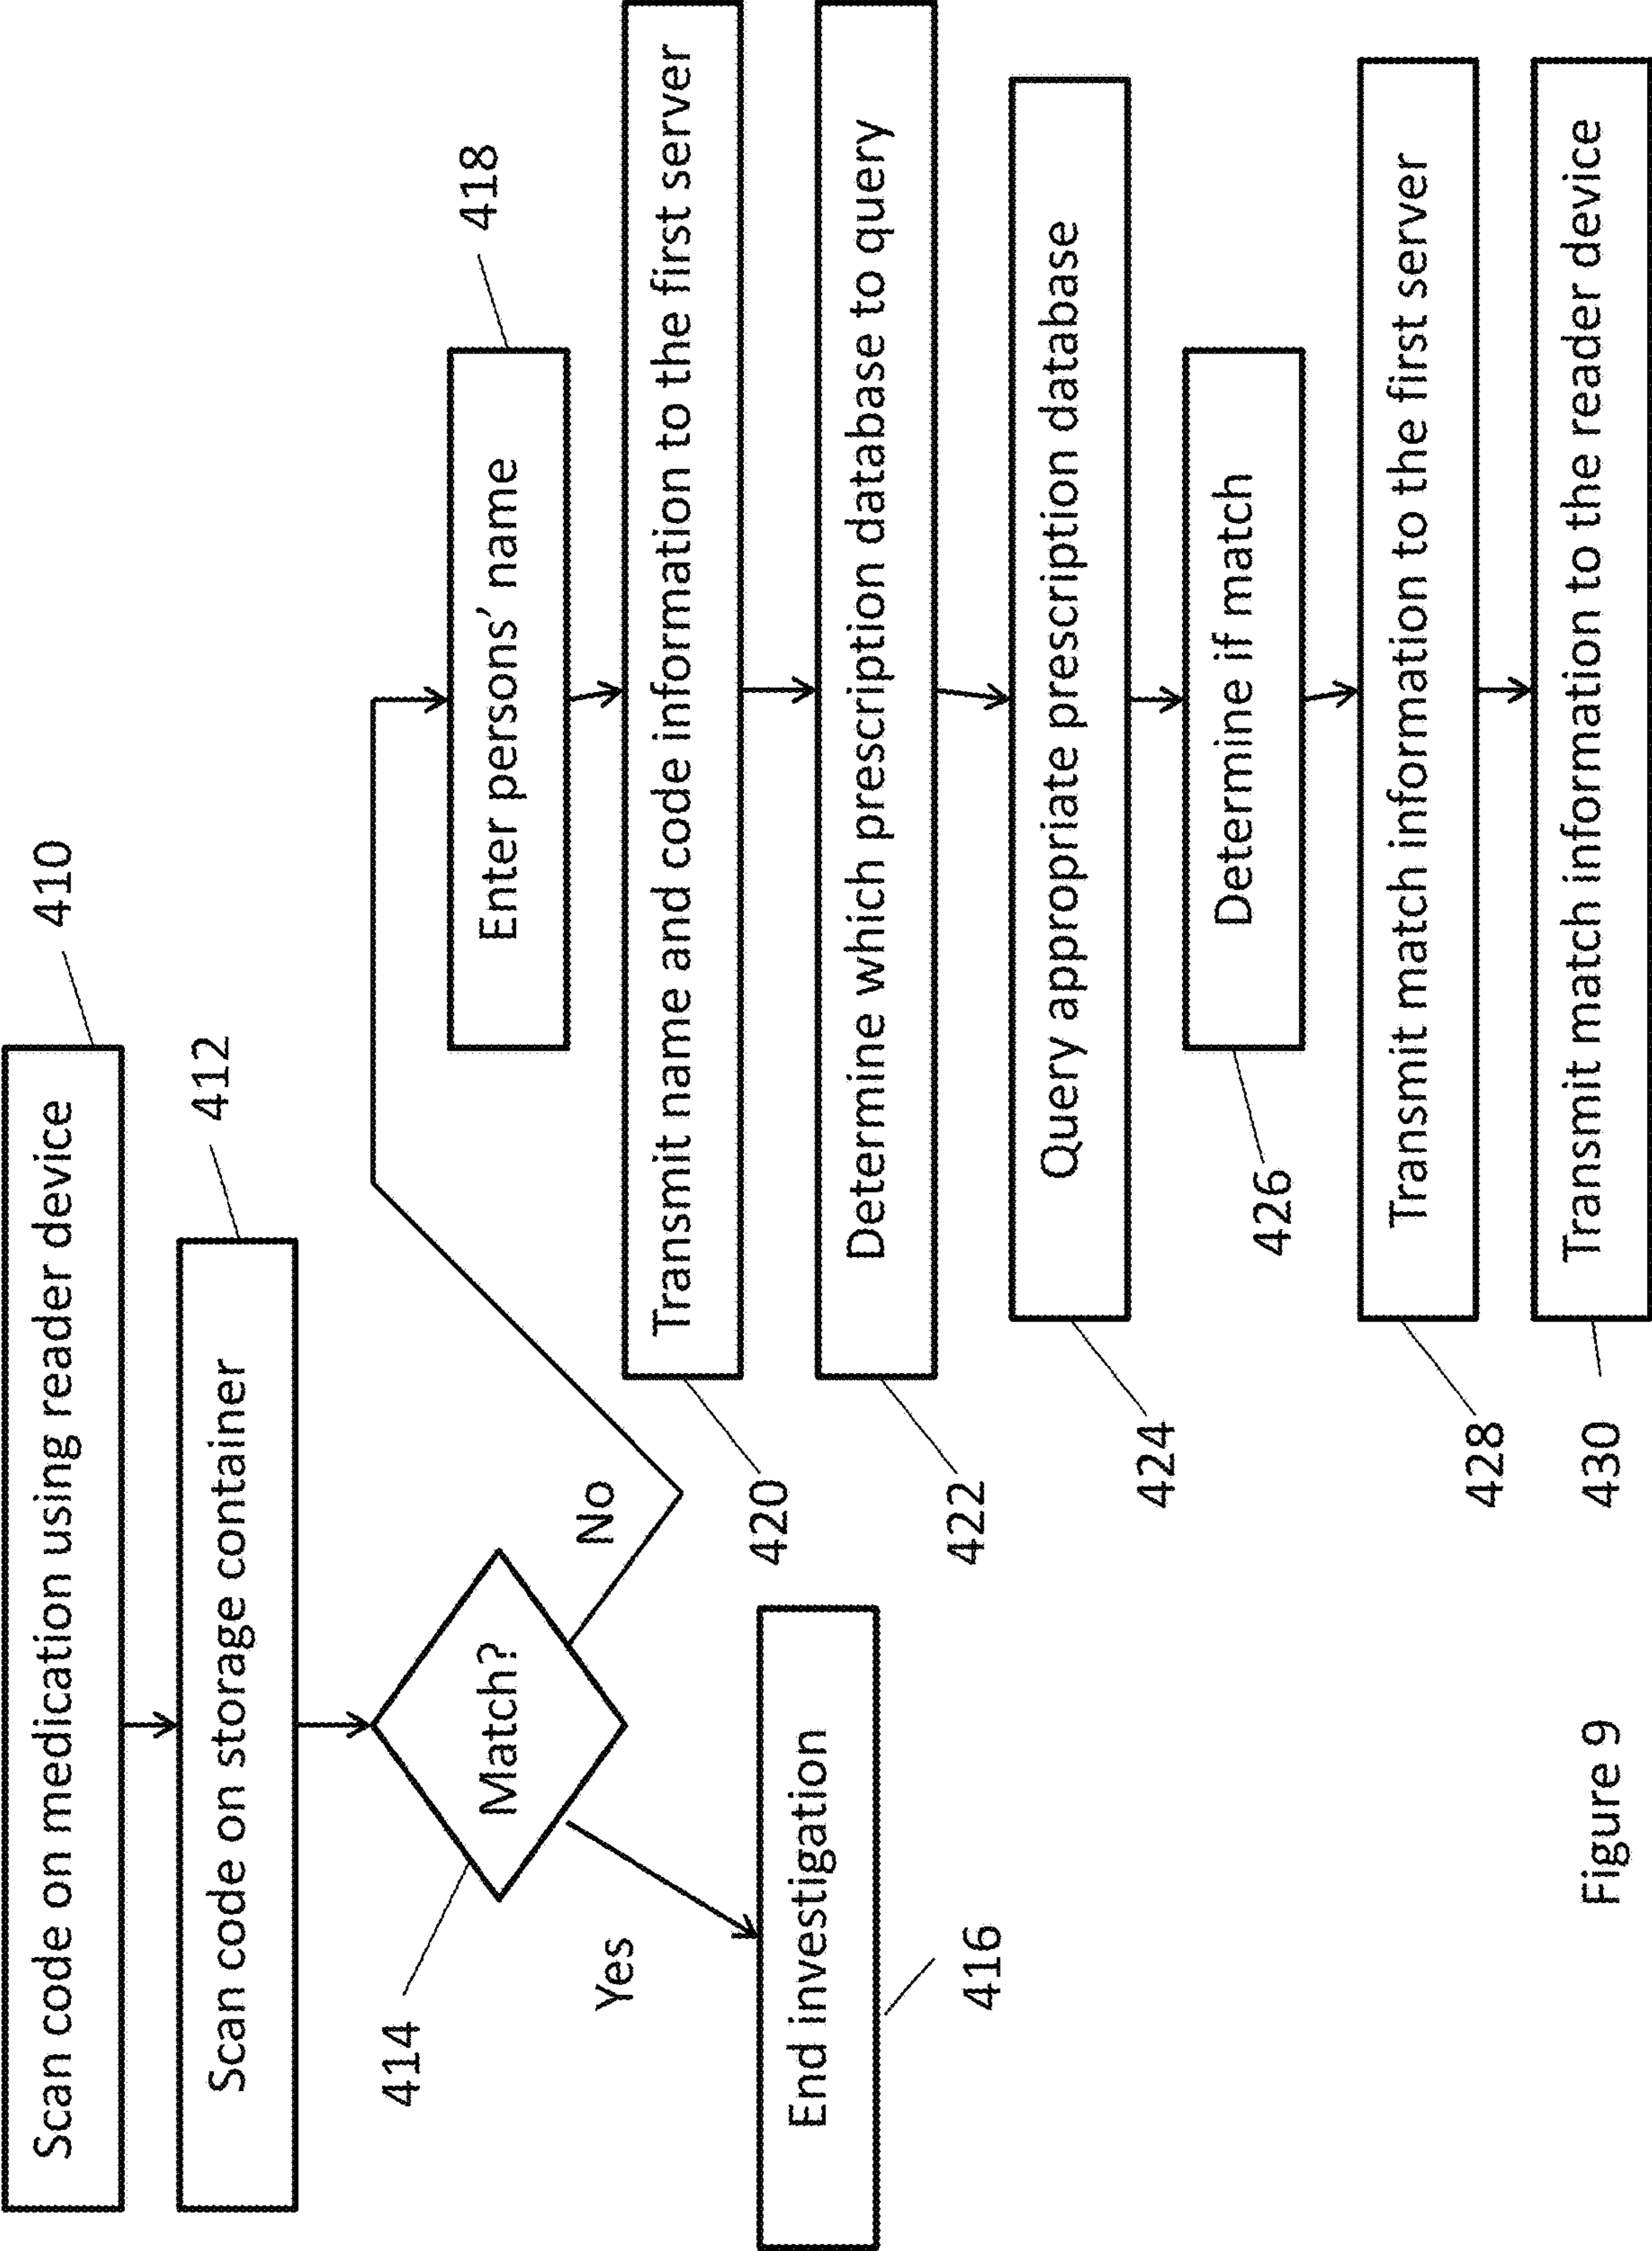 Scan code on medication using reader device
410
Scan code on storage container
412
414
Match?
Yes
No
End investigation
416
Enter persons’ name
418
Transmit name and code information to the first server
420
Determine which prescription database to query
422
Query appropriate prescription database
424
Determine if match
426
Transmit match information to the first server
428
Transmit match information to the reader device
430
Figure 9